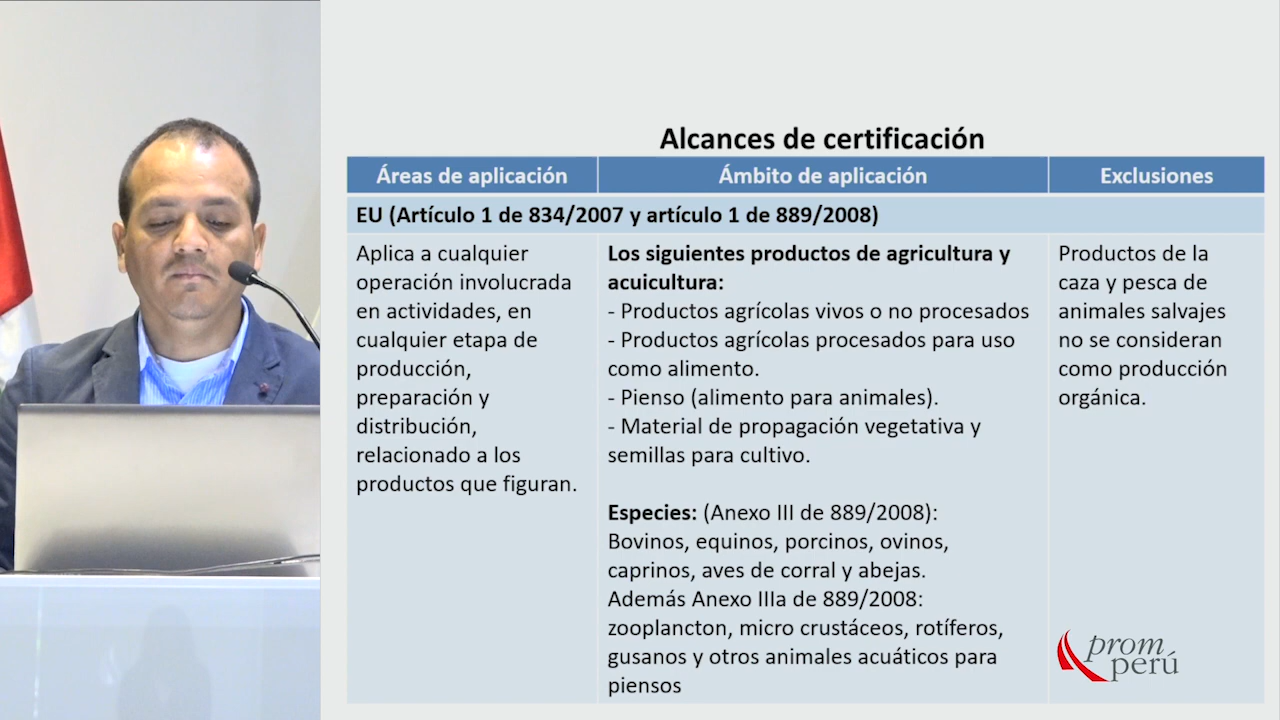 Alcances de certificación
Áreas de aplicación
Ámbito de aplicación
Exclusiones
EU (Artículo 1 de 834/2007 y artículo 1 de 889/2008)
Aplica a cualquier
operación involucrada
en actividades, en
cualquier etapa de
producción,
preparación y
distribución,
relacionado a los
productos que figuran.
Los siguientes productos de agricultura y
acuicultura:
- Productos agrícolas vivos o no procesados
- Productos agrícolas procesados para uso
como alimento.
- Pienso (alimento para animales).
- Material de propagación vegetativa y
semillas para cultivo.
Especies: (Anexo III de 889/2008):
Bovinos, equinos, porcinos, ovinos,
caprinos, aves de corral y abejas.
Además Anexo IIIa de 889/2008:
zooplancton, micro crustáceos, rotíferos,
gusanos y otros animales acuáticos para
piensos
Productos de la
caza y pesca de
animales salvajes
no se consideran
como producción
orgánica.
prom
perú